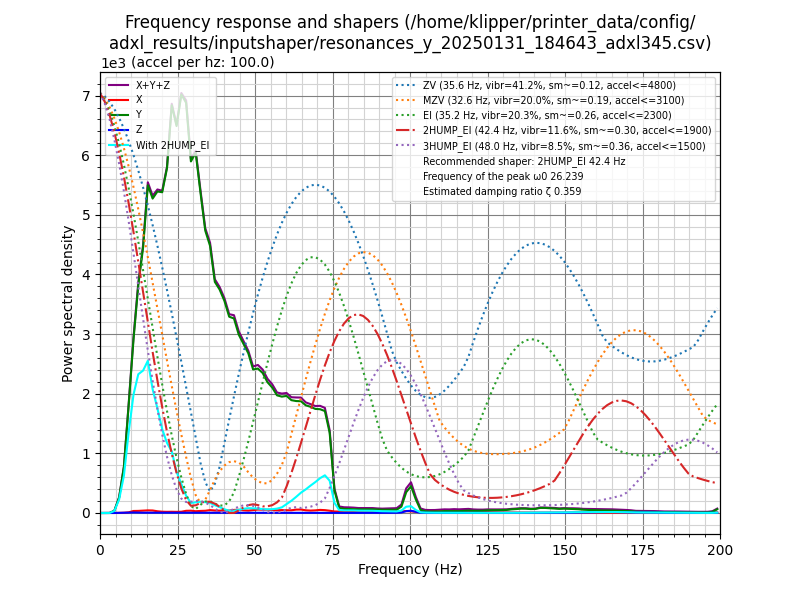 Frequency response and shapers (/home/klipper/printer_data/config/
adxl_results/inputshaper/resonances_y_20250131_184643_adxl345.csv)
1e3 (accel per hz: 100.0)
X+Y+Z
X
Y
Z
With 2HUMP_EI
ZV (35.6 Hz, vibr=41.2%, sm~=0.12, accel<=4800)
MZV (32.6 Hz, vibr=20.0%, sm~=0.19, accel<=3100)
EI (35.2 Hz, vibr=20.3%, sm~=0.26, accel<=2300)
2HUMP_EI (42.4 Hz, vibr=11.6%, sm~=0.30, accel<=1900)
3HUMP_EI (48.0 Hz, vibr=8.5%, sm~=0.36, accel<=1500)
Recommended shaper: 2HUMP_EI 42.4 Hz
Frequency of the peak ω0 26.239
Estimated damping ratio ζ 0.359
7
6
5
4
3
2
1
0
Power spectral density
0 25 50 75 100 125 150 175 200
Frequency (Hz)